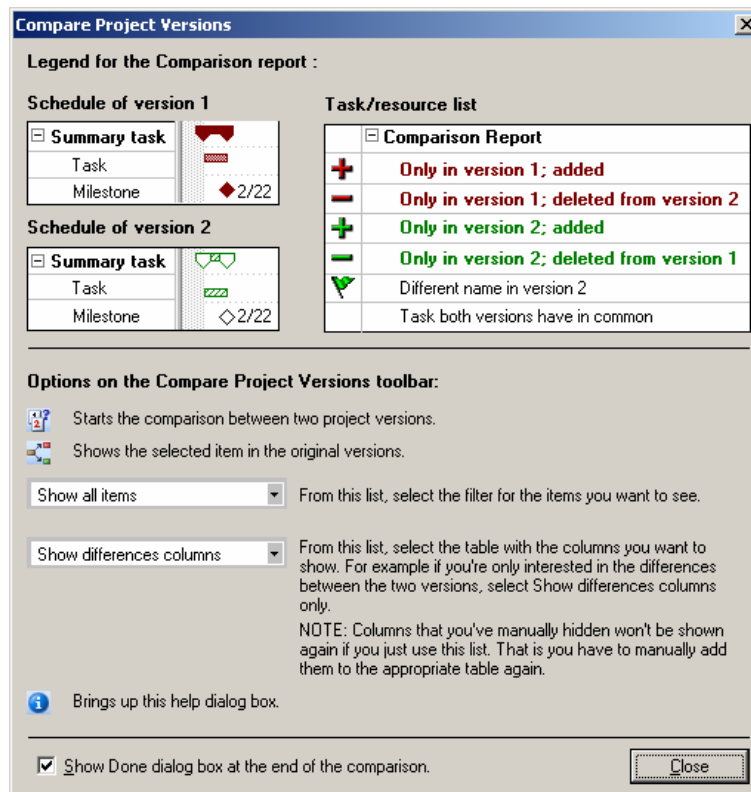 Compare Project Versions
Legend for the Comparison report :
Schedule of version 1
Summary task
Task
Milestone
2/22
Schedule of version 2
Summary task
Task
Milestone
2/22
Task/resource list
Comparison Report
Only in version 1; added
Only in version 1; deleted from version 2
Only in version 2; added
Only in version 2; deleted from version 1
Different name in version 2
Task both versions have in common
Options on the Compare Project Versions toolbar:
Starts the comparison between two project versions.
Shows the selected item in the original versions.
Show all items
From this list, select the filter for the items you want to see.
Show differences columns
From this list, select the table with the columns you want to
show. For example if you're only interested in the differences
between the two versions, select Show differences columns
only.
NOTE: Columns that you've manually hidden won't be shown
again if you just use this list. That is you have to manually add
them to the appropriate table again.
Brings up this help dialog box.
Show Done dialog box at the end of the comparison.
Close